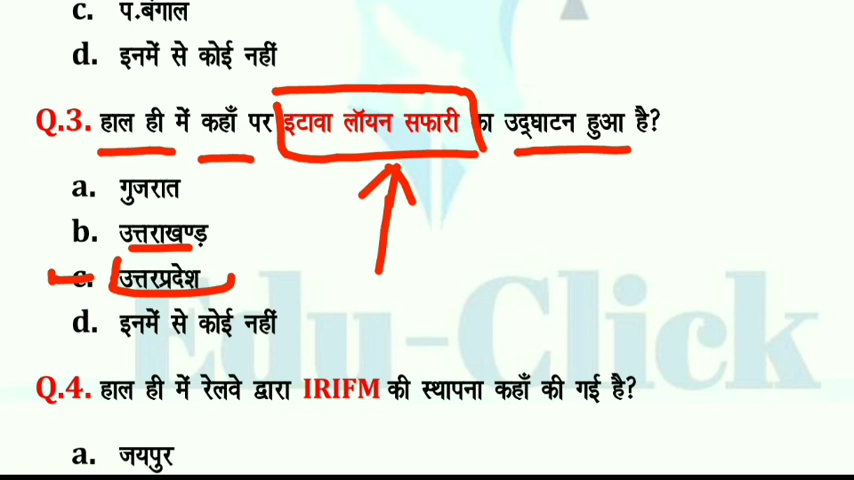 c. प.बंगाल
d. इनमें से कोई नहीं
Q.3. हाल ही में कहाँ पर इटावा लॉयन सफारी का उद्घाटन हुआ है?
a. गुजरात
b. उत्तराखण्ड़
c. उत्तरप्रदेश
d. इनमें से कोई नहीं
Edu-Click
Q.4. हाल ही में रेलवे द्वारा IRIFM की स्थापना कहाँ की गई है?
a. जयपुर